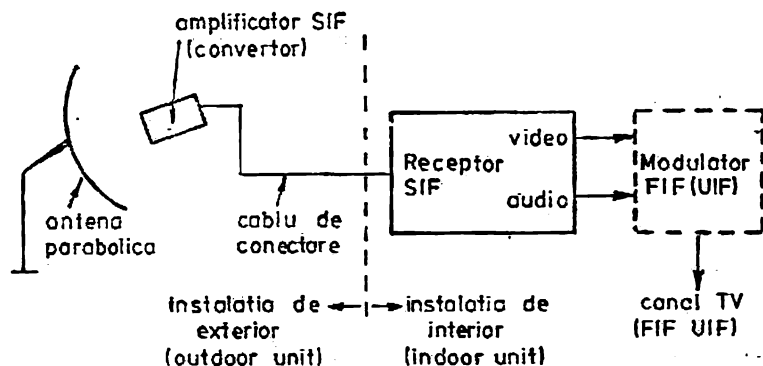 amplificator SIF
(convertor)
antena
parabolica
cablu de
conectare
Receptor
SIF
video
audio
Modulator
FIF (UIF)
canal TV
(FIF UIF)
instalatia de
exterior
(outdoor unit)
instalatia de
interior
(indoor unit)